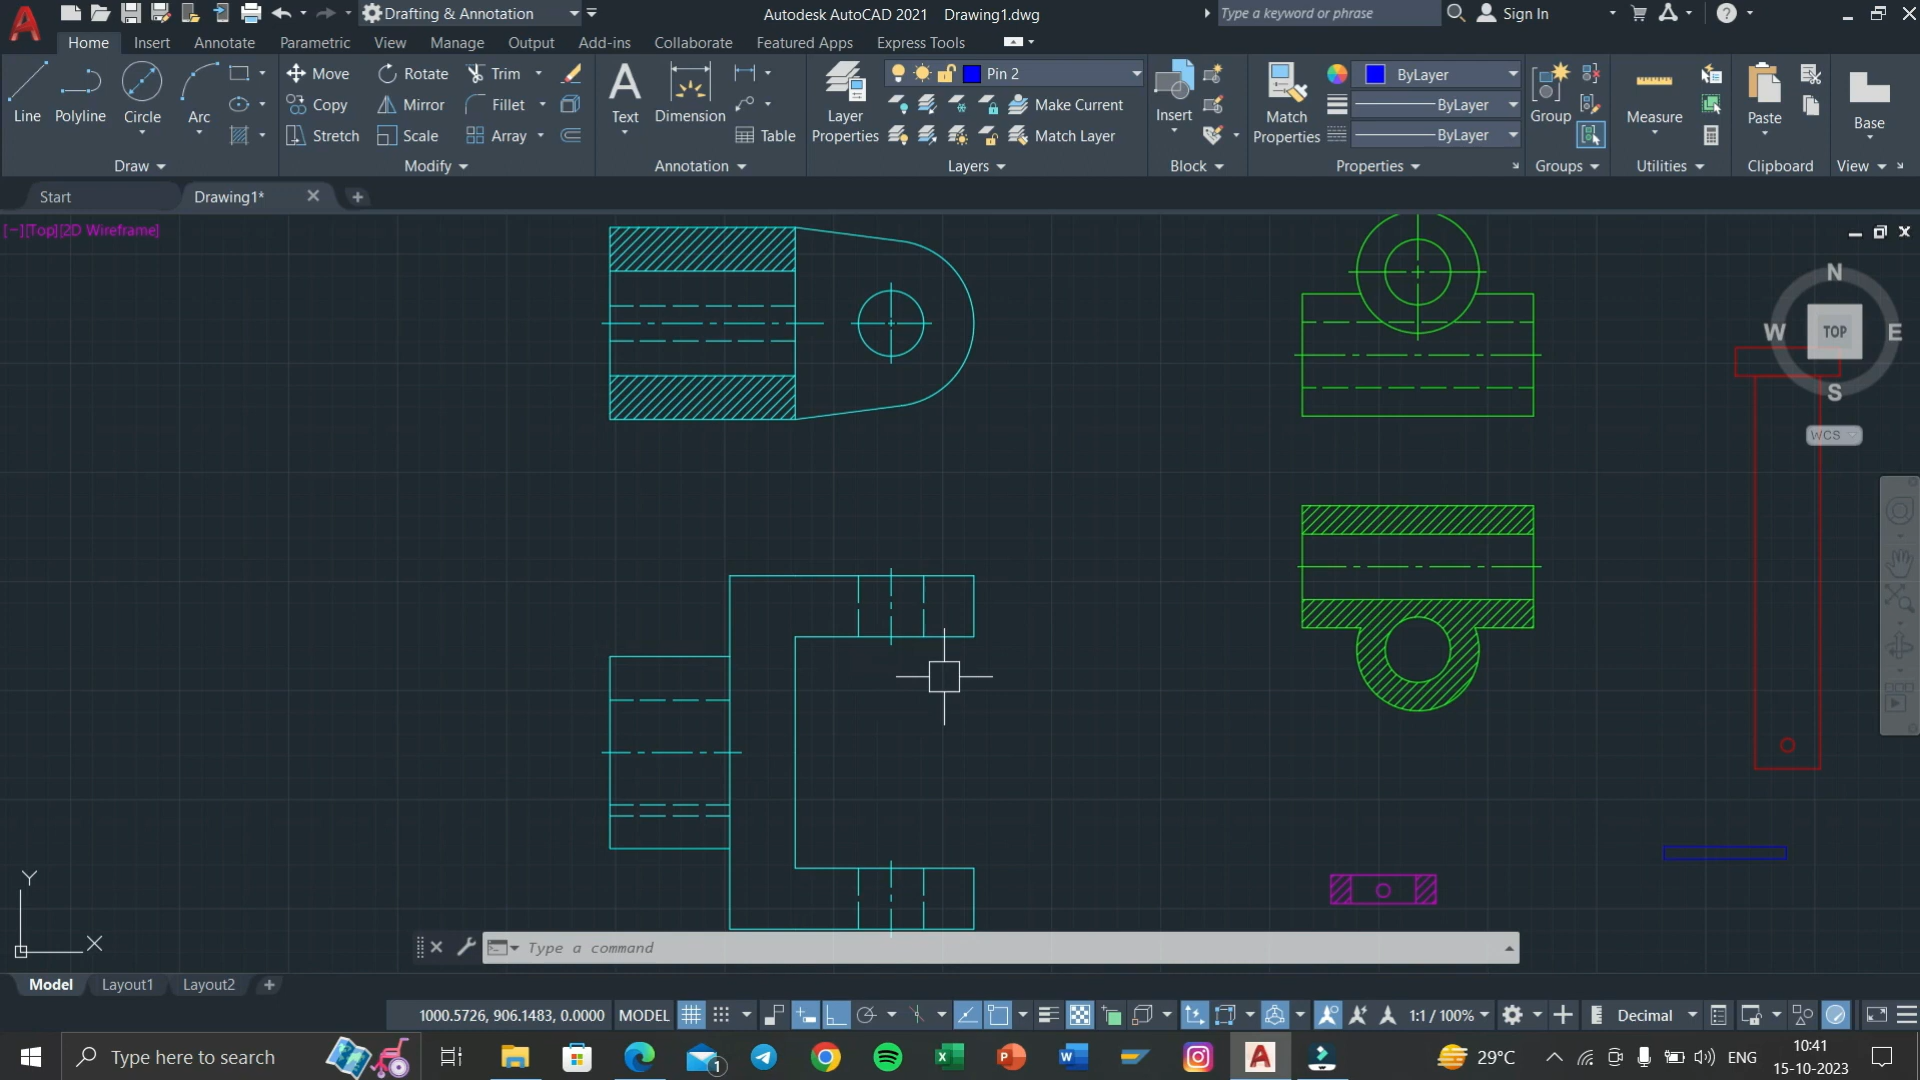 Drafting & Annotation
Autodesk AutoCAD 2021 Drawing1.dwg
Type a keyword or phrase
Sign In
Home Insert Annotate Parametric View Manage Output Add-ins Collaborate Featured Apps Express Tools
Line Polyline Circle Arc
Move Rotate Trim
Copy Mirror Fillet
Stretch Scale Array
Text Dimension Table
Layer Properties
Pin 2
Make Current
Match Layer
Insert
Match Properties
ByLayer
ByLayer
ByLayer
Group
Measure
Paste
Base
Draw Modify Annotation Layers Block Properties Groups Utilities Clipboard View
Start Drawing1*
[−][Top][2D Wireframe]
N
W TOP E
S
WCS
Y
X
Type a command
Model Layout1 Layout2
1000.5726, 906.1483, 0.0000 MODEL 1:1 / 100% Decimal
Type here to search
1
29°C
ENG
10:41
15-10-2023